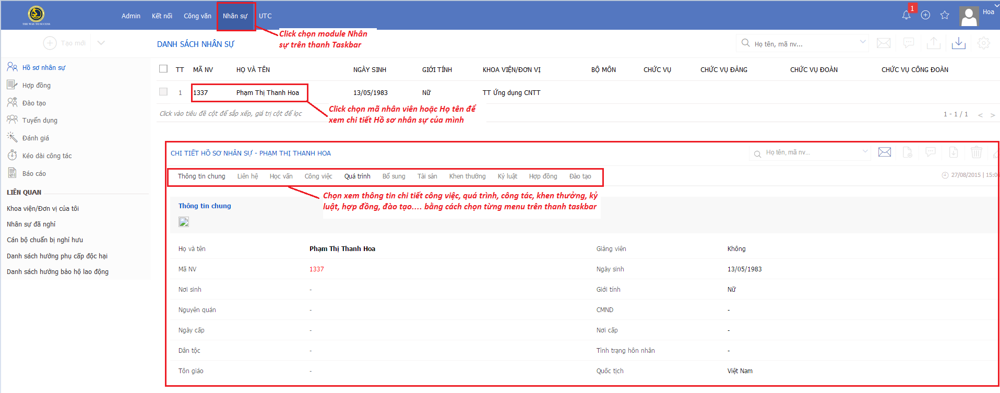 THE WAY TO SUCESS
Admin Kết nối Công văn Nhân sự UTC
1
Hoa
Click chọn module Nhân
sự trên thanh Taskbar
Tạo mới
DANH SÁCH NHÂN SỰ
Họ tên, mã nv...
Hồ sơ nhân sự
Hợp đồng
Đào tạo
Tuyển dụng
Đánh giá
Kéo dài công tác
Báo cáo
LIÊN QUAN
Khoa viện/Đơn vị của tôi
Nhân sự đã nghỉ
Cán bộ chuẩn bị nghỉ hưu
Danh sách hưởng phụ cấp độc hại
Danh sách hưởng bảo hộ lao động
TT MÃ NV HỌ VÀ TÊN NGÀY SINH GIỚI TÍNH KHOA VIỆN/ĐƠN VỊ BỘ MÔN CHỨC VỤ CHỨC VỤ ĐẢNG CHỨC VỤ ĐOÀN CHỨC VỤ CÔNG ĐOÀN
1 1337 Phạm Thị Thanh Hoa 13/05/1983 Nữ TT Ứng dụng CNTT
Click vào tiêu đề cột để sắp xếp, giá trị cột để lọc
Click chọn mã nhân viên hoặc Họ tên để
xem chi tiết Hồ sơ nhân sự của mình
1 - 1 / 1 < >
CHI TIẾT HỒ SƠ NHÂN SỰ - PHẠM THỊ THANH HOA
Họ tên, mã nv...
Thông tin chung Liên hệ Học vấn Công việc Quá trình Bổ sung Tài sản Khen thưởng Kỷ luật Hợp đồng Đào tạo
27/08/2015 | 15:0
Chọn xem thông tin chi tiết công việc, quá trình, công tác, khen thưởng, kỷ
luật, hợp đồng, đào tạo.... bằng cách chọn từng menu trên thanh taskbar
Thông tin chung
Họ và tên Phạm Thị Thanh Hoa Giảng viên Không
Mã NV 1337 Ngày sinh 13/05/1983
Nơi sinh - Giới tính Nữ
Nguyên quán - CMND -
Ngày cấp - Nơi cấp -
Dân tộc - Tình trạng hôn nhân -
Tôn giáo - Quốc tịch Việt Nam